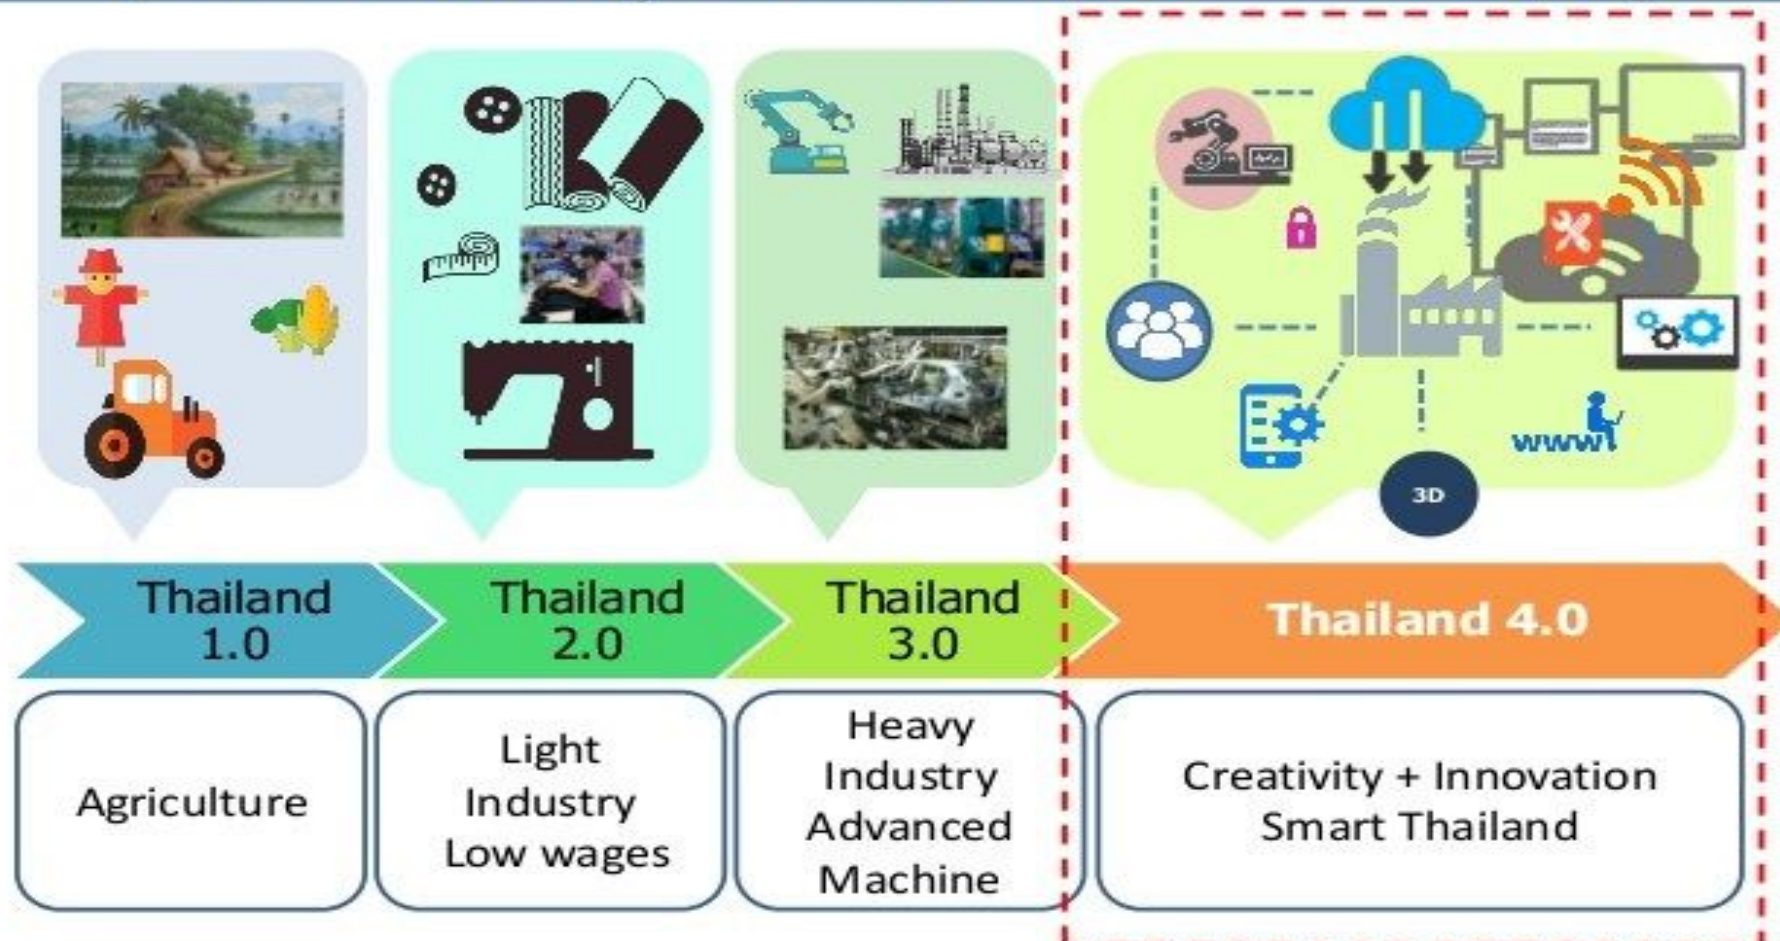 3D
www
Thailand
1.0
Thailand
2.0
Thailand
3.0
Thailand 4.0
Agriculture
Light
Industry
Low wages
Heavy
Industry
Advanced
Machine
Creativity + Innovation
Smart Thailand